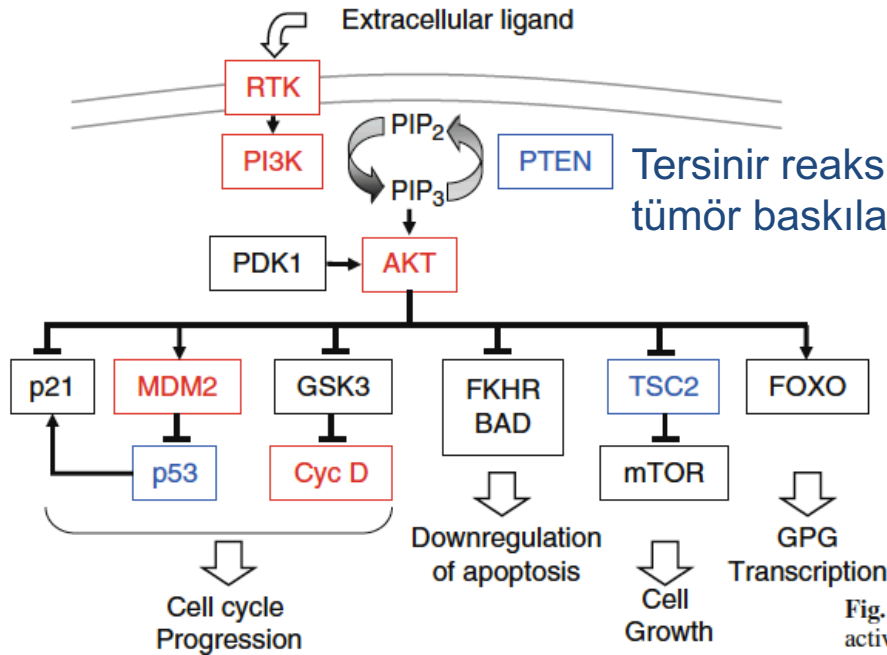 Extracellular ligand
RTK
PI3K
PIP2
PIP3
PTEN
Tersinir reaks
tümör baskıla
PDK1
AKT
p21
MDM2
GSK3
FKHR
BAD
TSC2
FOXO
p53
Cyc D
mTOR
Cell cycle
Progression
Downregulation
of apoptosis
Cell
Growth
GPG
Transcription
Fig.
activ